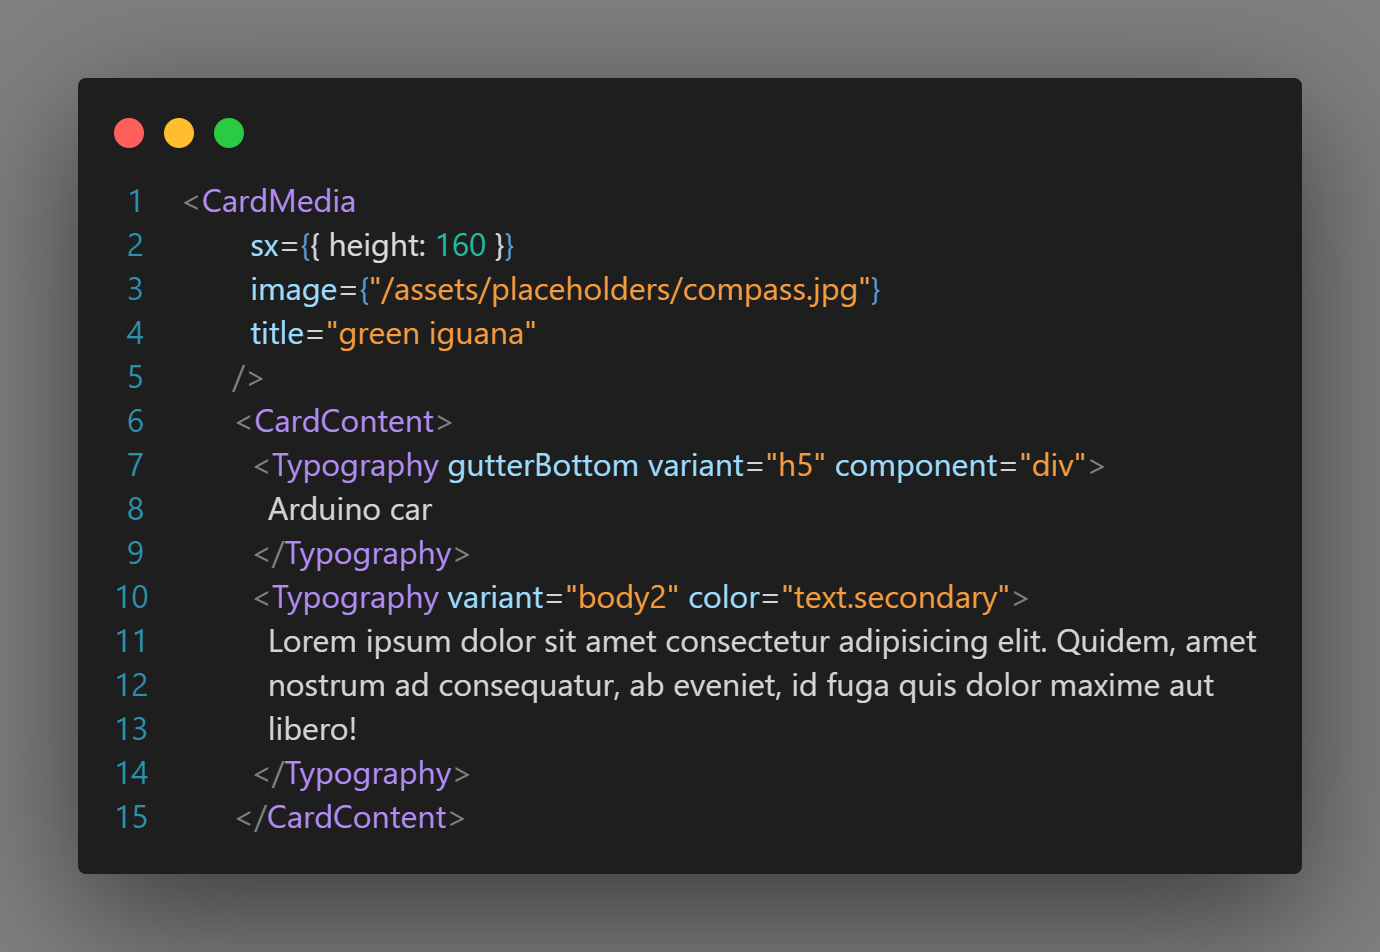 1 <CardMedia
2 sx={{ height: 160 }}
3 image={"/assets/placeholders/compass.jpg"}
4 title="green iguana"
5 />
6 <CardContent>
7 <Typography gutterBottom variant="h5" component="div">
8 Arduino car
9 </Typography>
10 <Typography variant="body2" color="text.secondary">
11 Lorem ipsum dolor sit amet consectetur adipisicing elit. Quidem, amet
12 nostrum ad consequatur, ab eveniet, id fuga quis dolor maxime aut
13 libero!
14 </Typography>
15 </CardContent>